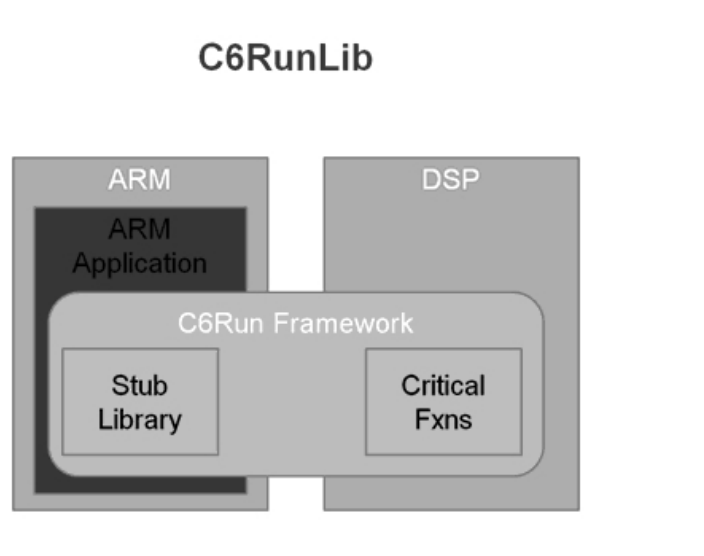 C6RunLib
ARM
DSP
ARM
Application
C6Run Framework
Stub
Library
Critical
Fxns